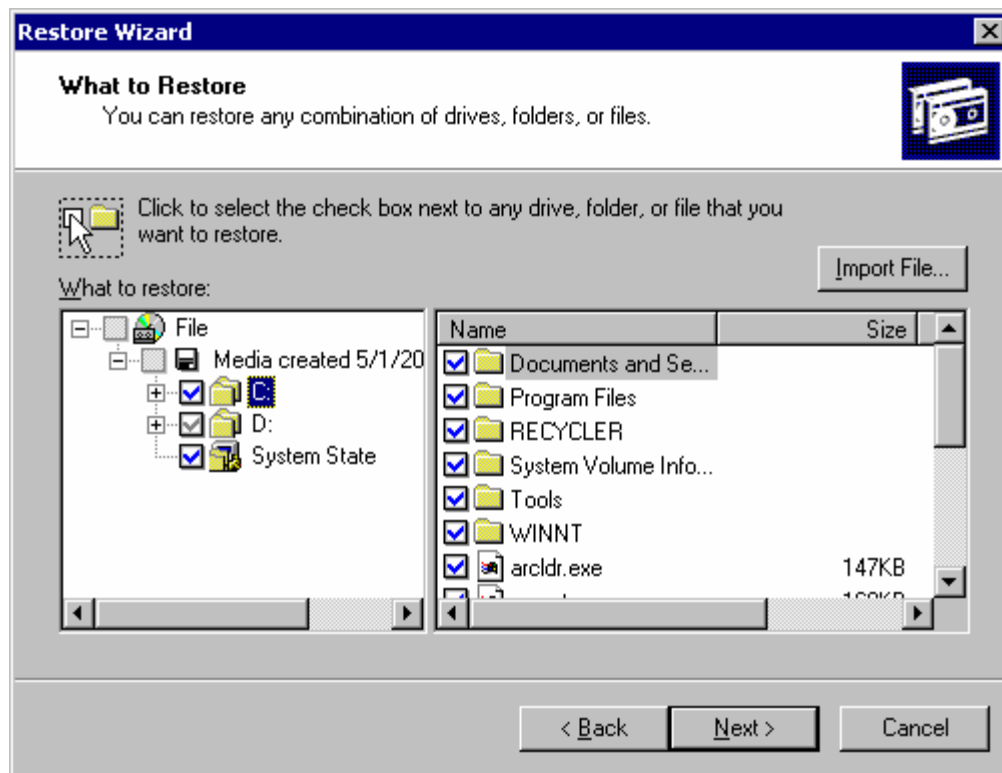 Restore Wizard
What to Restore
You can restore any combination of drives, folders, or files.
Click to select the check box next to any drive, folder, or file that you
want to restore.
Import File...
What to restore:
File
Media created 5/1/20
C:
D:
System State
Name Size
Documents and Se...
Program Files
RECYCLER
System Volume Info...
Tools
WINNT
arcldr.exe 147KB
< Back Next > Cancel